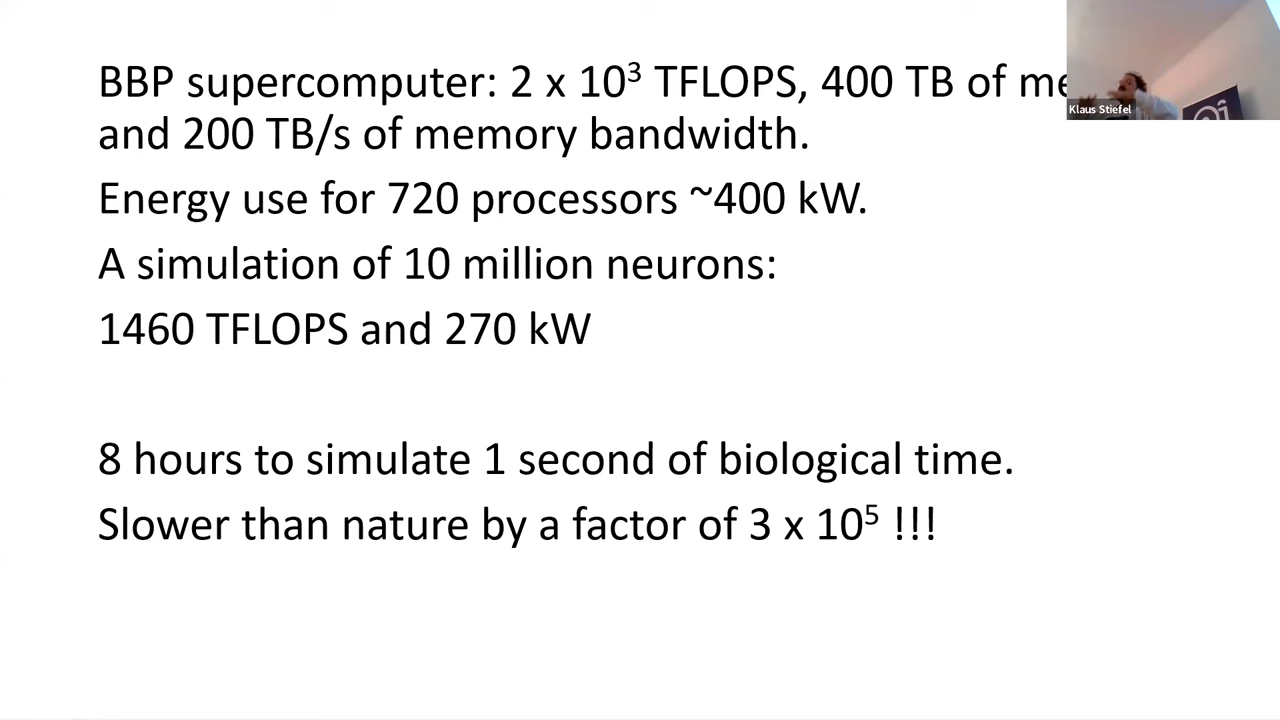 BBP supercomputer: 2 x 10³ TFLOPS, 400 TB of
and 200 TB/s of memory bandwidth.
Energy use for 720 processors ~400 kW.
A simulation of 10 million neurons:
1460 TFLOPS and 270 kW
8 hours to simulate 1 second of biological time.
Slower than nature by a factor of 3 x 10⁵ !!!
Klaus Stiefel